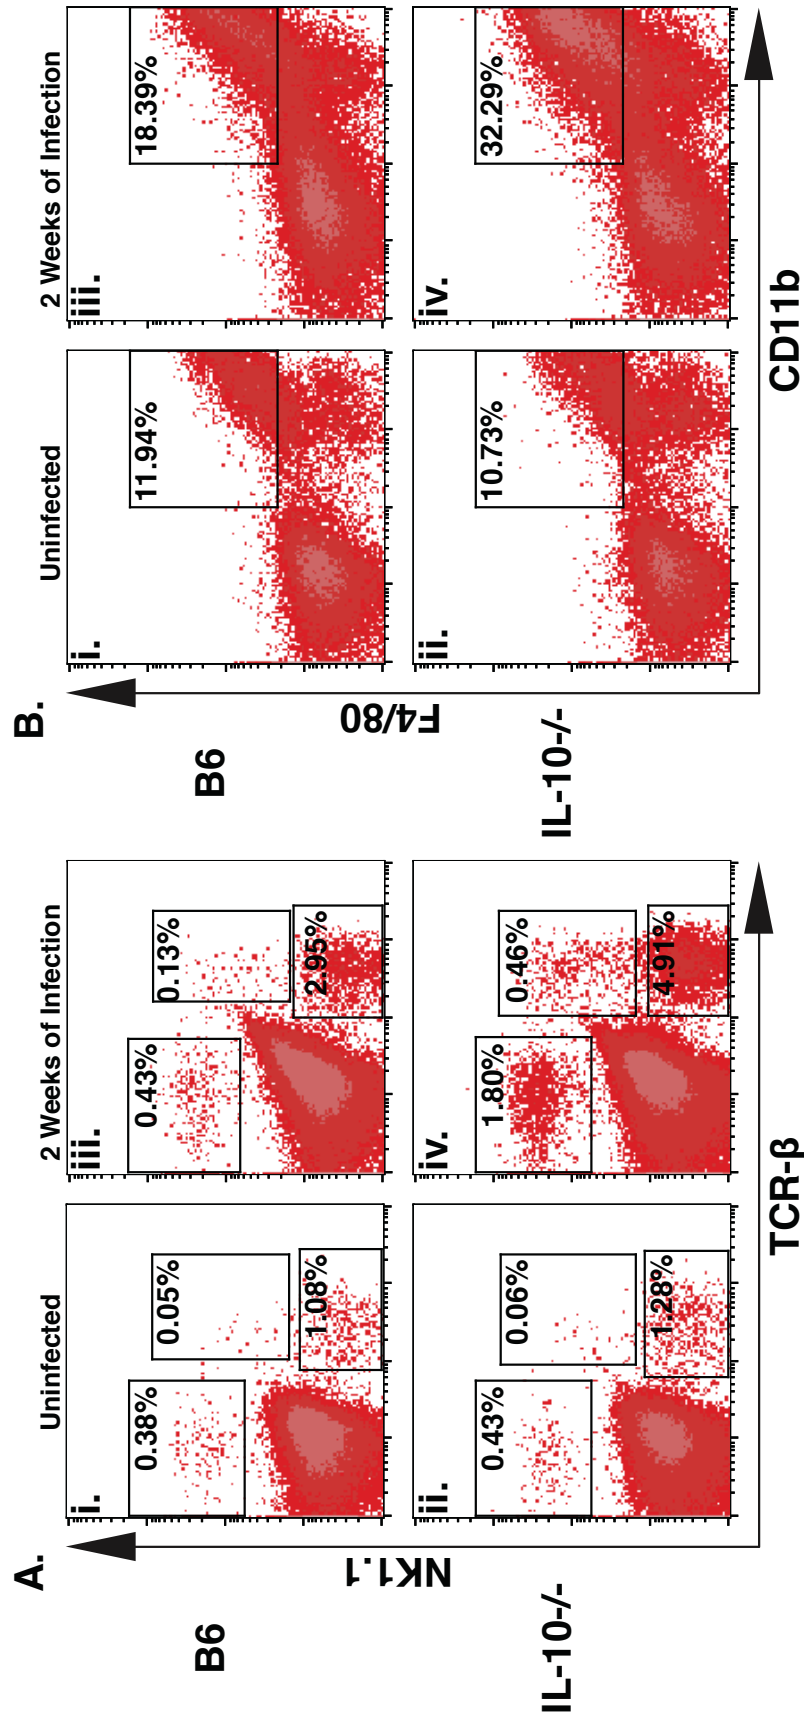 A.
Uninfected
2 Weeks of Infection
B6
i.
0.38%
0.05%
1.08%
iii.
0.43%
0.13%
2.95%
NK1.1
IL-10-/-
ii.
0.43%
0.06%
1.28%
iv.
1.80%
0.46%
4.91%
TCR-β
B.
Uninfected
2 Weeks of Infection
B6
i.
11.94%
iii.
18.39%
F4/80
IL-10-/-
ii.
10.73%
iv.
32.29%
CD11b